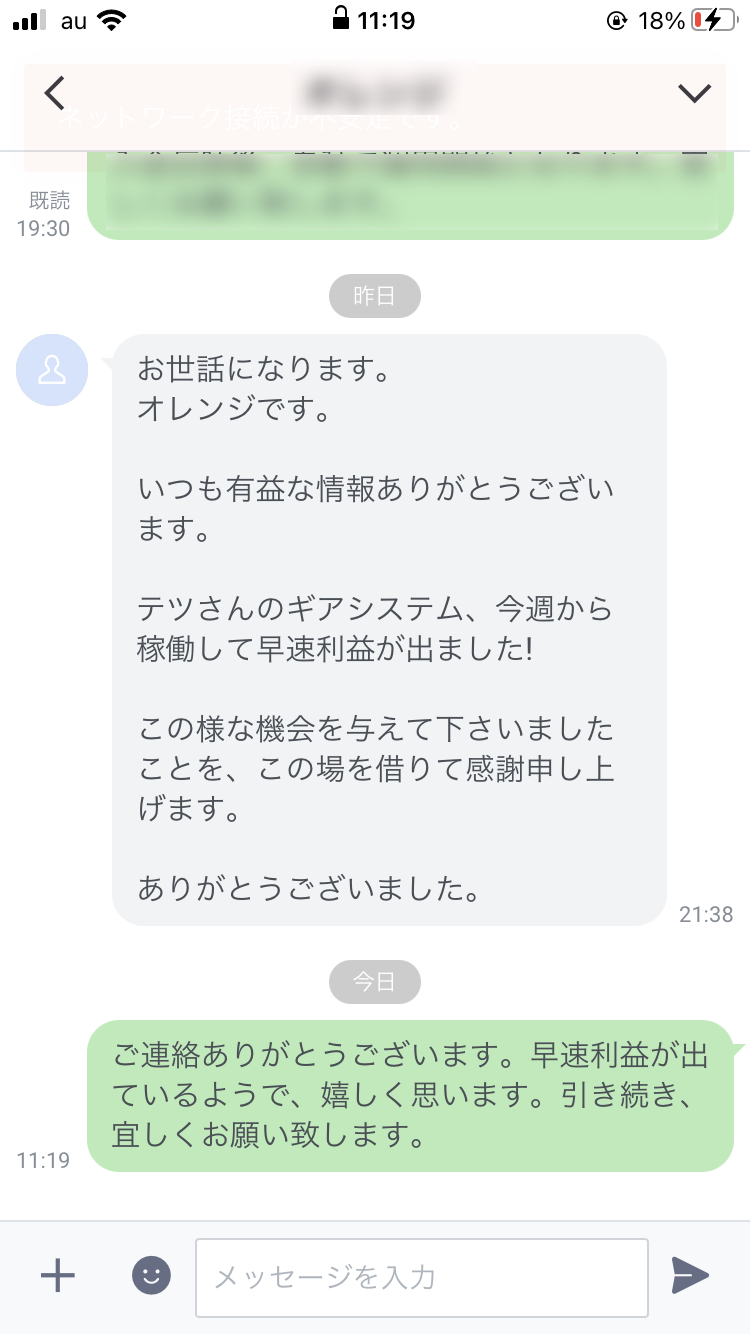 au 11:19 18%
ネットワーク接続が不安定です。
既読
19:30
昨日
お世話になります。
オレンジです。
いつも有益な情報ありがとうござい
ます。
テツさんのギアシステム、今週から
稼働して早速利益が出ました!
この様な機会を与えて下さいました
ことを、この場を借りて感謝申し上
げます。
ありがとうございました。
21:38
今日
ご連絡ありがとうございます。早速利益が出
ているようで、嬉しく思います。引き続き、
宜しくお願い致します。
11:19
メッセージを入力